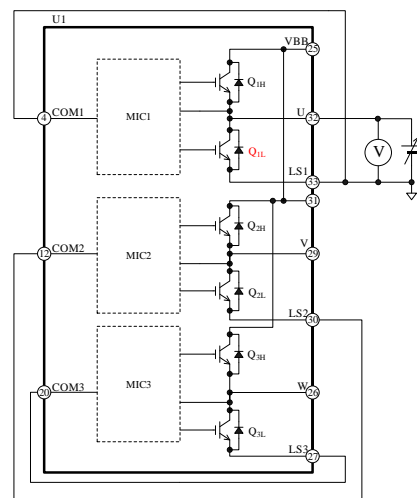 U1
VBB 25
Q1H
4 COM1 MIC1 U 32
V
Q1L
LS1 33
31
Q2H
12 COM2 MIC2 V 29
Q2L
LS2 30
Q3H
20 COM3 MIC3 W 26
Q3L
LS3 27